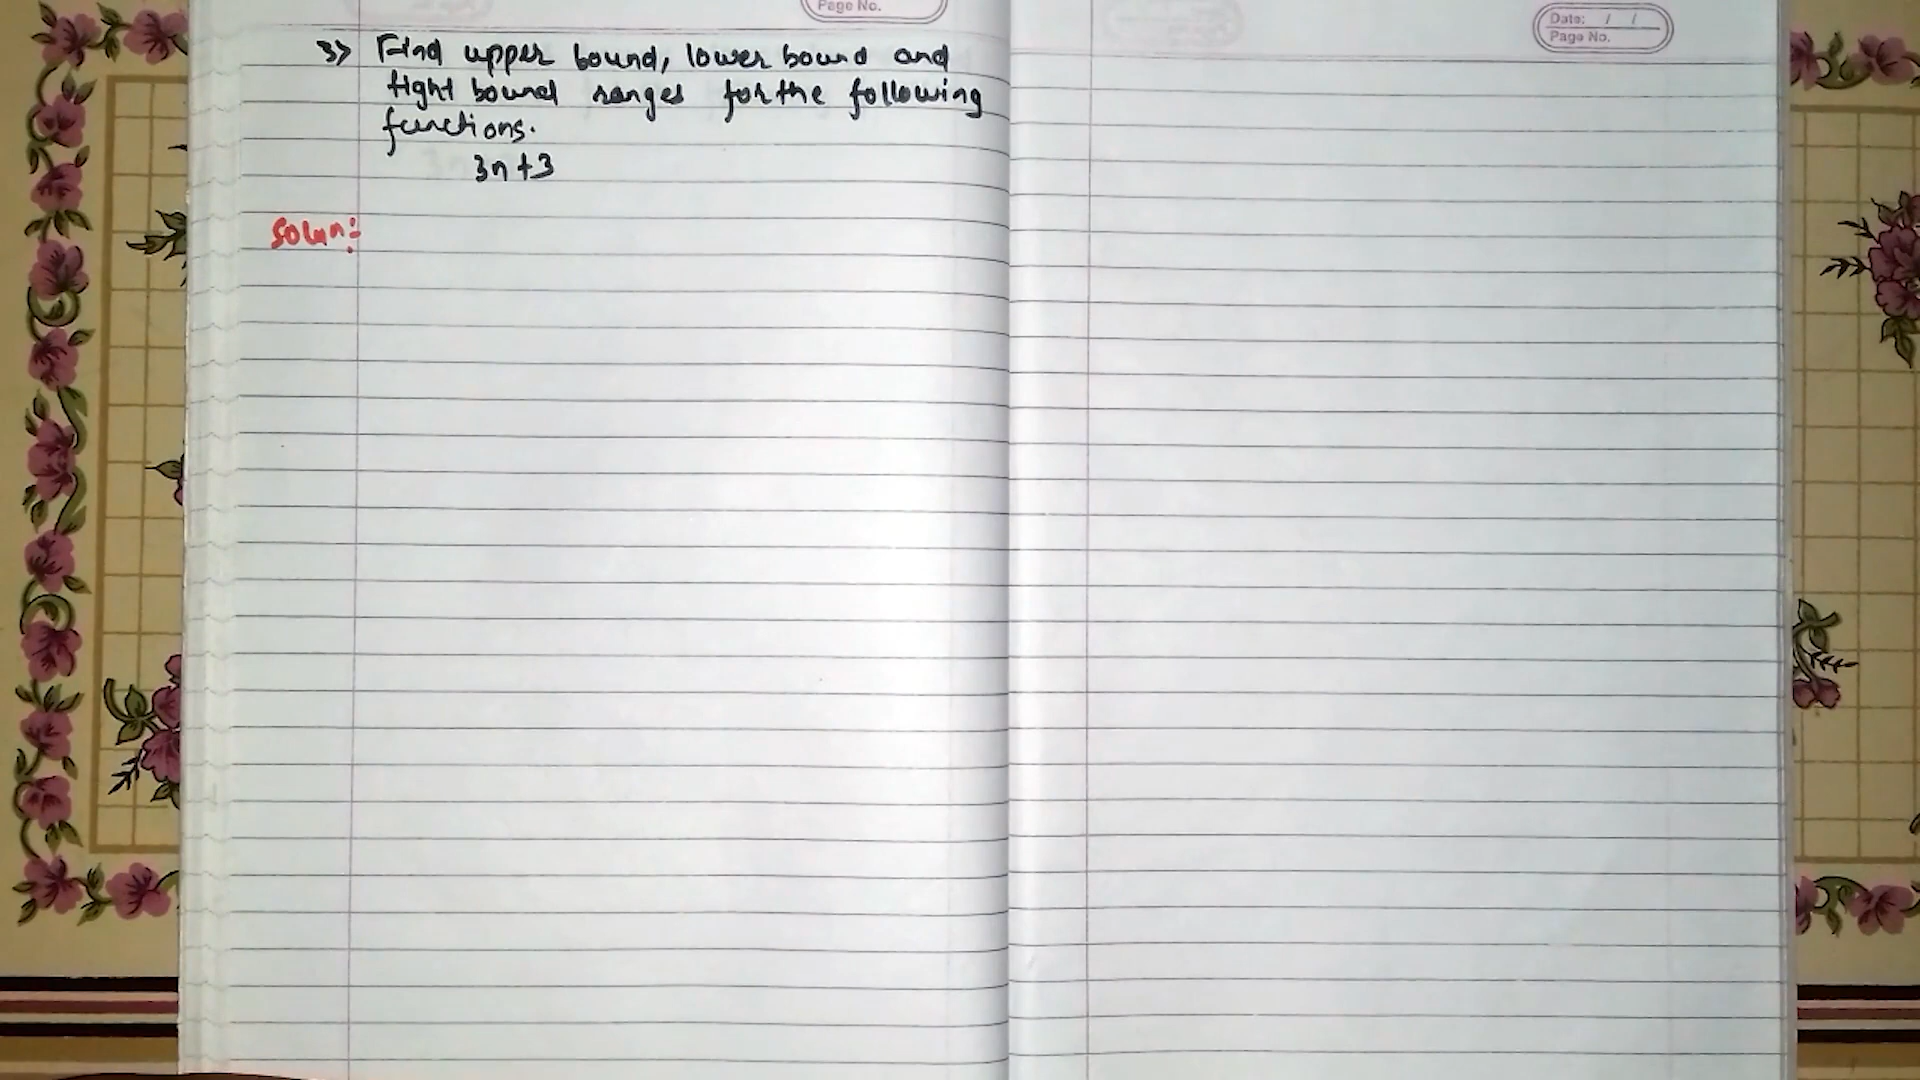 Page No.
Date: / /
Page No.
3> Find upper bound, lower bound and
tight bound ranges for the following
functions.
3n+3
Soln: